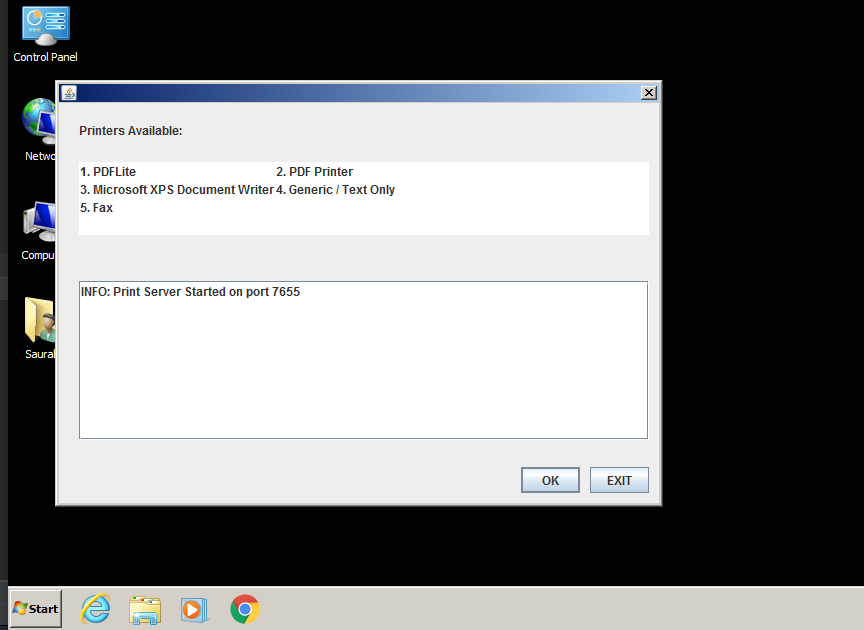 Control Panel
Printers Available:
1. PDFLite 2. PDF Printer
3. Microsoft XPS Document Writer 4. Generic / Text Only
5. Fax
Netwo
Compu
INFO: Print Server Started on port 7655
Saural
OK EXIT
Start